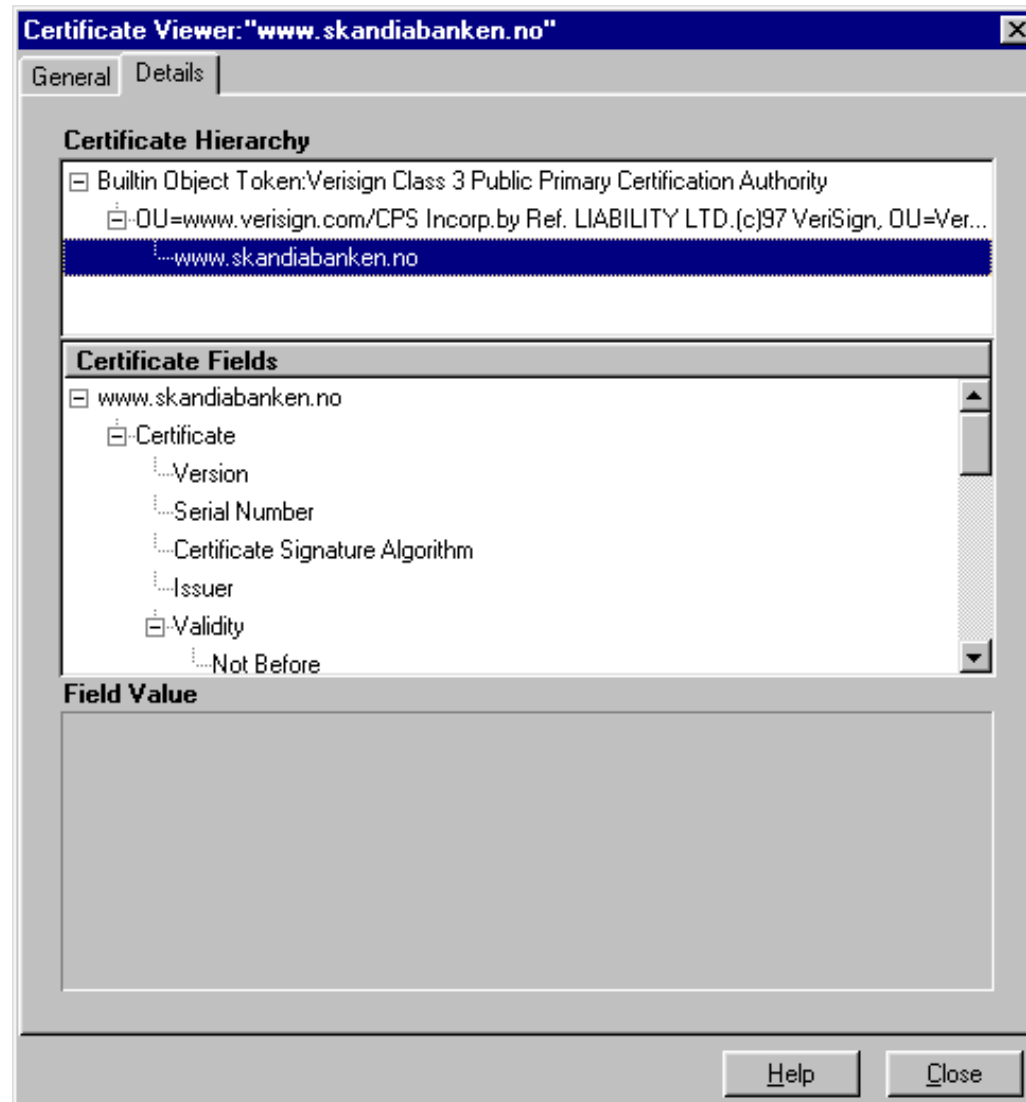 Certificate Viewer:"www.skandiabanken.no"
General Details
Certificate Hierarchy
Builtin Object Token:Verisign Class 3 Public Primary Certification Authority
OU=www.verisign.com/CPS Incorp.by Ref. LIABILITY LTD.(c)97 VeriSign, OU=Ver...
www.skandiabanken.no
Certificate Fields
www.skandiabanken.no
Certificate
Version
Serial Number
Certificate Signature Algorithm
Issuer
Validity
Not Before
Field Value
Help Close